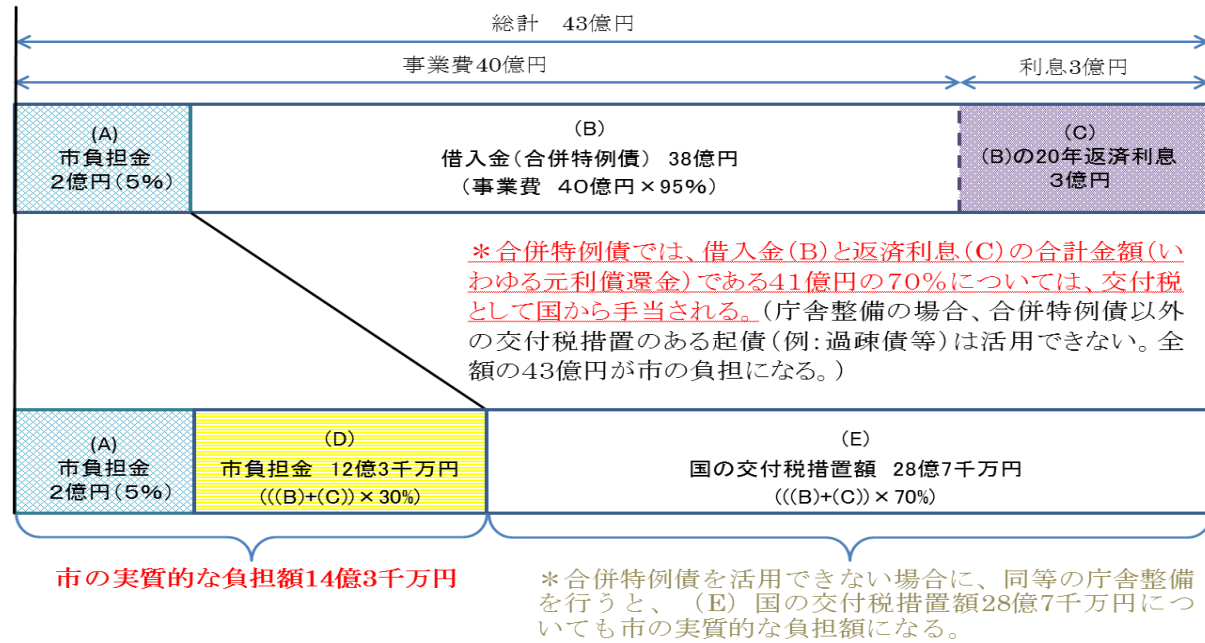 総計 43億円
事業費40億円
利息3億円
(A)
市負担金
2億円(5%)
(B)
借入金(合併特例債) 38億円
(事業費 40億円×95%)
(C)
(B)の20年返済利息
3億円
＊合併特例債では、借入金(B)と返済利息(C)の合計金額(い
わゆる元利償還金)である41億円の70％については、交付税
として国から手当される。(庁舎整備の場合、合併特例債以外
の交付税措置のある起債(例:過疎債等)は活用できない。全
額の43億円が市の負担になる。)
(A)
市負担金
2億円(5%)
(D)
市負担金 12億3千万円
(((B)+(C))×30%)
(E)
国の交付税措置額 28億7千万円
(((B)+(C))×70%)
市の実質的な負担額14億3千万円
＊合併特例債を活用できない場合に、同等の庁舎整備
を行うと、 (E) 国の交付税措置額28億7千万円につ
いても市の実質的な負担額になる。